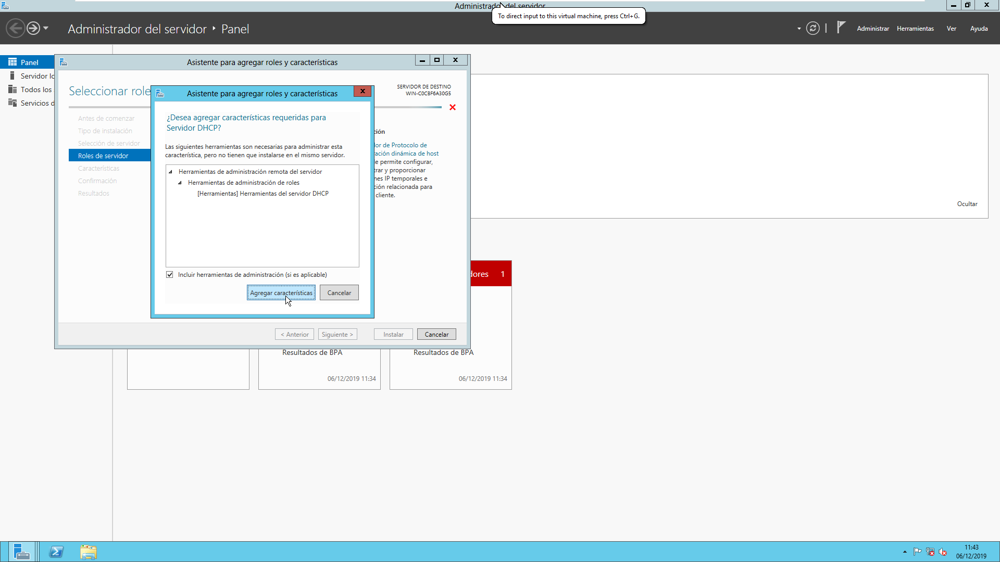 Administrador del servidor
To direct input to this virtual machine, press Ctrl+G.
Administrador del servidor ‣ Panel
Administrar
Herramientas
Ver
Ayuda
Panel
Servidor lo
Todos los
Servicios d
Asistente para agregar roles y características
Seleccionar role
SERVIDOR DE DESTINO
WIN-C0CBF6A30G5
Antes de comenzar
Tipo de instalación
Selección de servidor
Roles de servidor
Características
Confirmación
Resultados
Asistente para agregar roles y características
¿Desea agregar características requeridas para
Servidor DHCP?
Las siguientes herramientas son necesarias para administrar esta
característica, pero no tienen que instalarse en el mismo servidor.
Herramientas de administración remota del servidor
Herramientas de administración de roles
[Herramientas] Herramientas del servidor DHCP
Incluir herramientas de administración (si es aplicable)
Agregar características
Cancelar
ción
or de Protocolo de
ración dinámica de host
e permite configurar,
trar y proporcionar
nes IP temporales e
ción relacionada para
cliente.
< Anterior
Siguiente >
Instalar
Cancelar
Ocultar
dores 1
Resultados de BPA
06/12/2019 11:34
Resultados de BPA
06/12/2019 11:34
11:43
06/12/2019